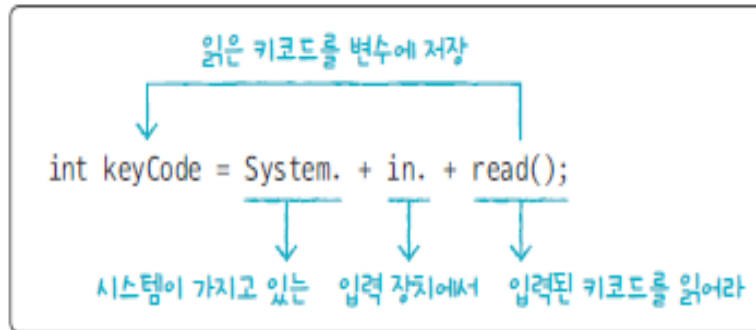 읽은 키코드를 변수에 저장
int keyCode = System. + in. + read();
시스템이 가지고 있는 입력 장치에서 입력된 키코드를 읽어라